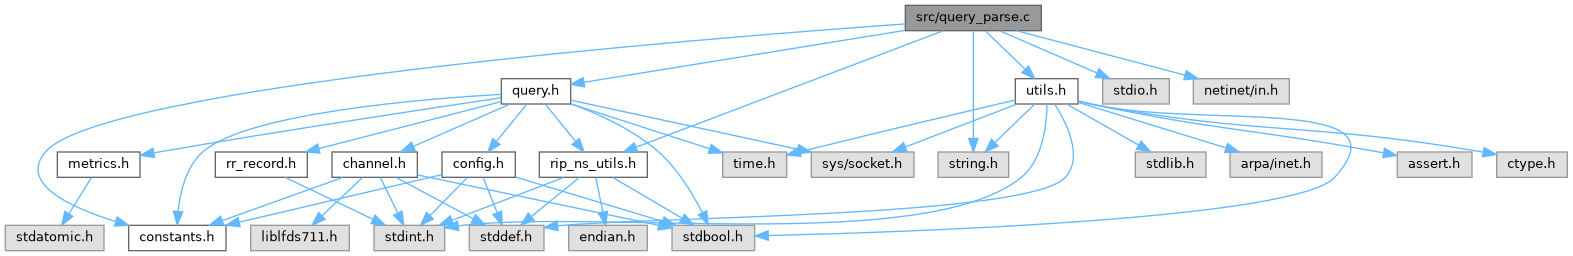 src/query_parse.c
query.h
utils.h
stdio.h
netinet/in.h
metrics.h
rr_record.h
channel.h
config.h
rip_ns_utils.h
time.h
sys/socket.h
string.h
stdlib.h
arpa/inet.h
assert.h
ctype.h
stdatomic.h
constants.h
liblfds711.h
stdint.h
stddef.h
endian.h
stdbool.h